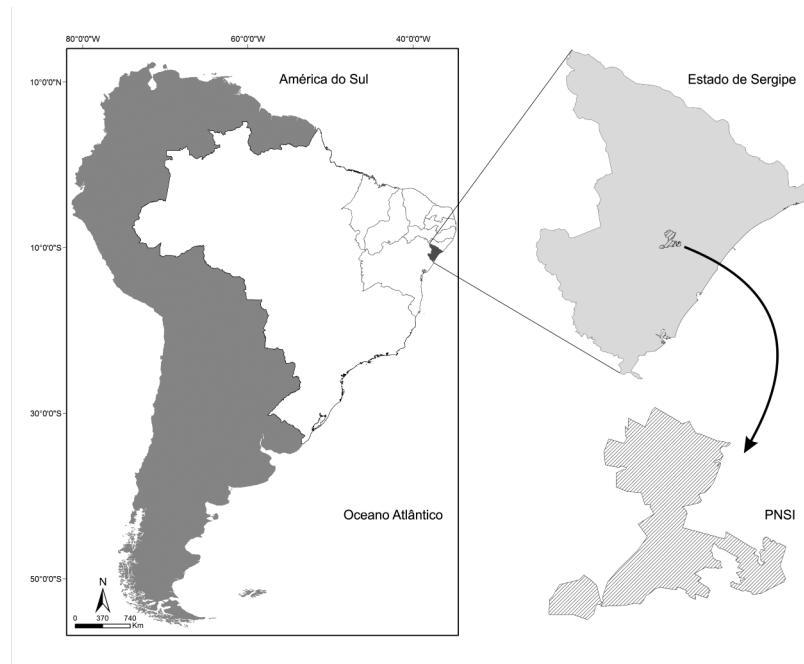 80°0'0"W
60°0'0"W
40°0'0"W
América do Sul
Estado de Sergipe
10°0'0"N
10°0'0"S
30°0'0"S
Oceano Atlântico
PNSI
50°0'0"S
N
0 370 740
Km